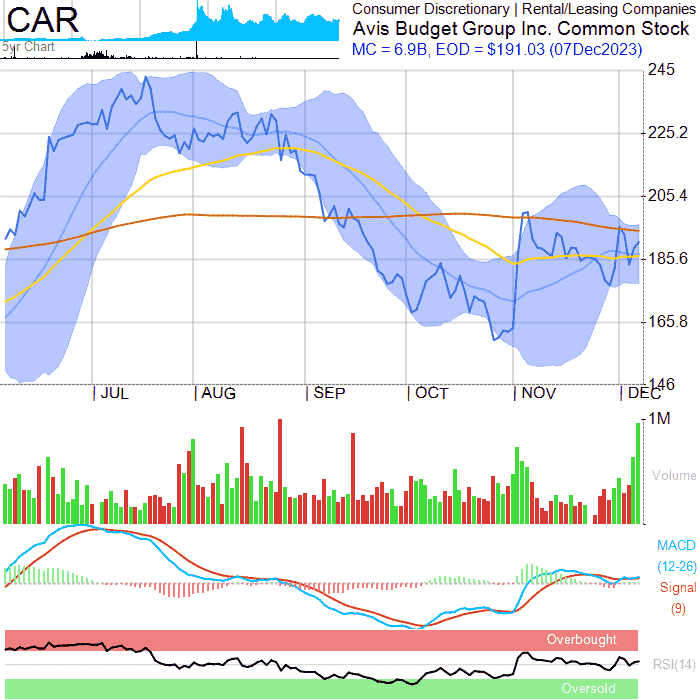 CAR
5yr Chart
Consumer Discretionary | Rental/Leasing Companies
Avis Budget Group Inc. Common Stock
MC = 6.9B, EOD = $191.03 (07Dec2023)
245
225.2
205.4
185.6
165.8
146
JUL AUG SEP OCT NOV DEC
1M
Volume
MACD
(12-26)
Signal
(9)
Overbought
RSI(14)
Oversold